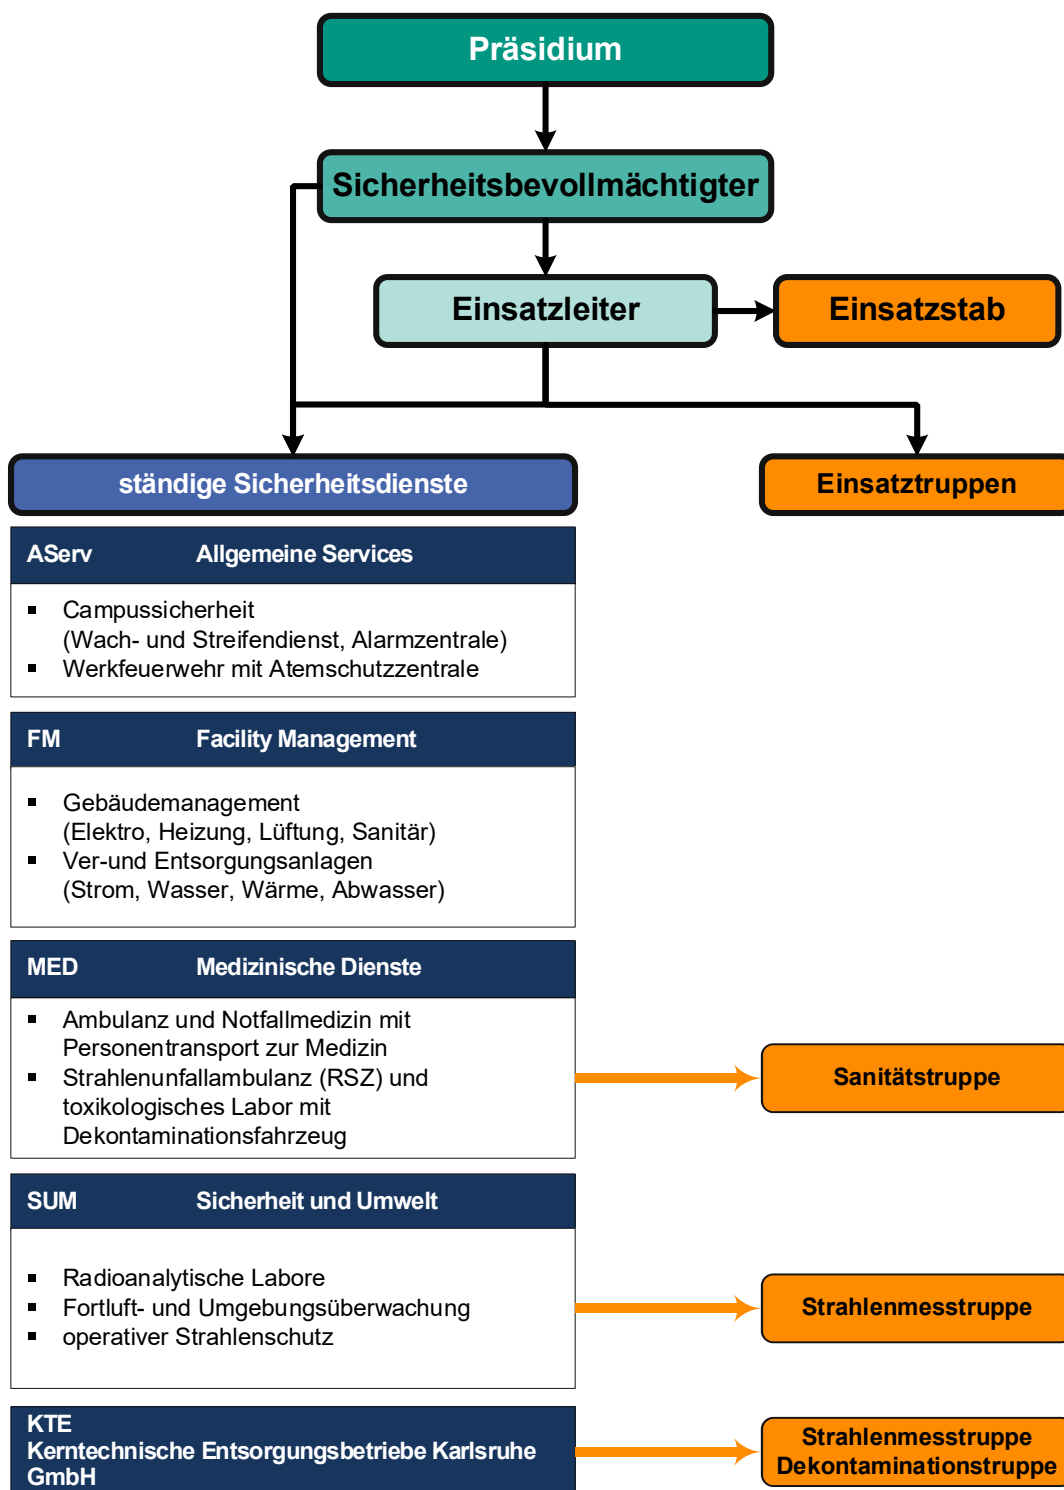 Präsidium
Sicherheitsbevollmächtigter
Einsatzleiter
Einsatzstab
ständige Sicherheitsdienste
Einsatztruppen
AServ Allgemeine Services
▪ Campussicherheit
(Wach- und Streifendienst, Alarmzentrale)
▪ Werkfeuerwehr mit Atemschutzzentrale
FM Facility Management
▪ Gebäudemanagement
(Elektro, Heizung, Lüftung, Sanitär)
▪ Ver-und Entsorgungsanlagen
(Strom, Wasser, Wärme, Abwasser)
MED Medizinische Dienste
▪ Ambulanz und Notfallmedizin mit
Personentransport zur Medizin
▪ Strahlenunfallambulanz (RSZ) und
toxikologisches Labor mit
Dekontaminationsfahrzeug
Sanitätstruppe
SUM Sicherheit und Umwelt
▪ Radioanalytische Labore
▪ Fortluft- und Umgebungsüberwachung
▪ operativer Strahlenschutz
Strahlenmesstruppe
KTE
Kerntechnische Entsorgungsbetriebe Karlsruhe
GmbH
Strahlenmesstruppe
Dekontaminationstruppe